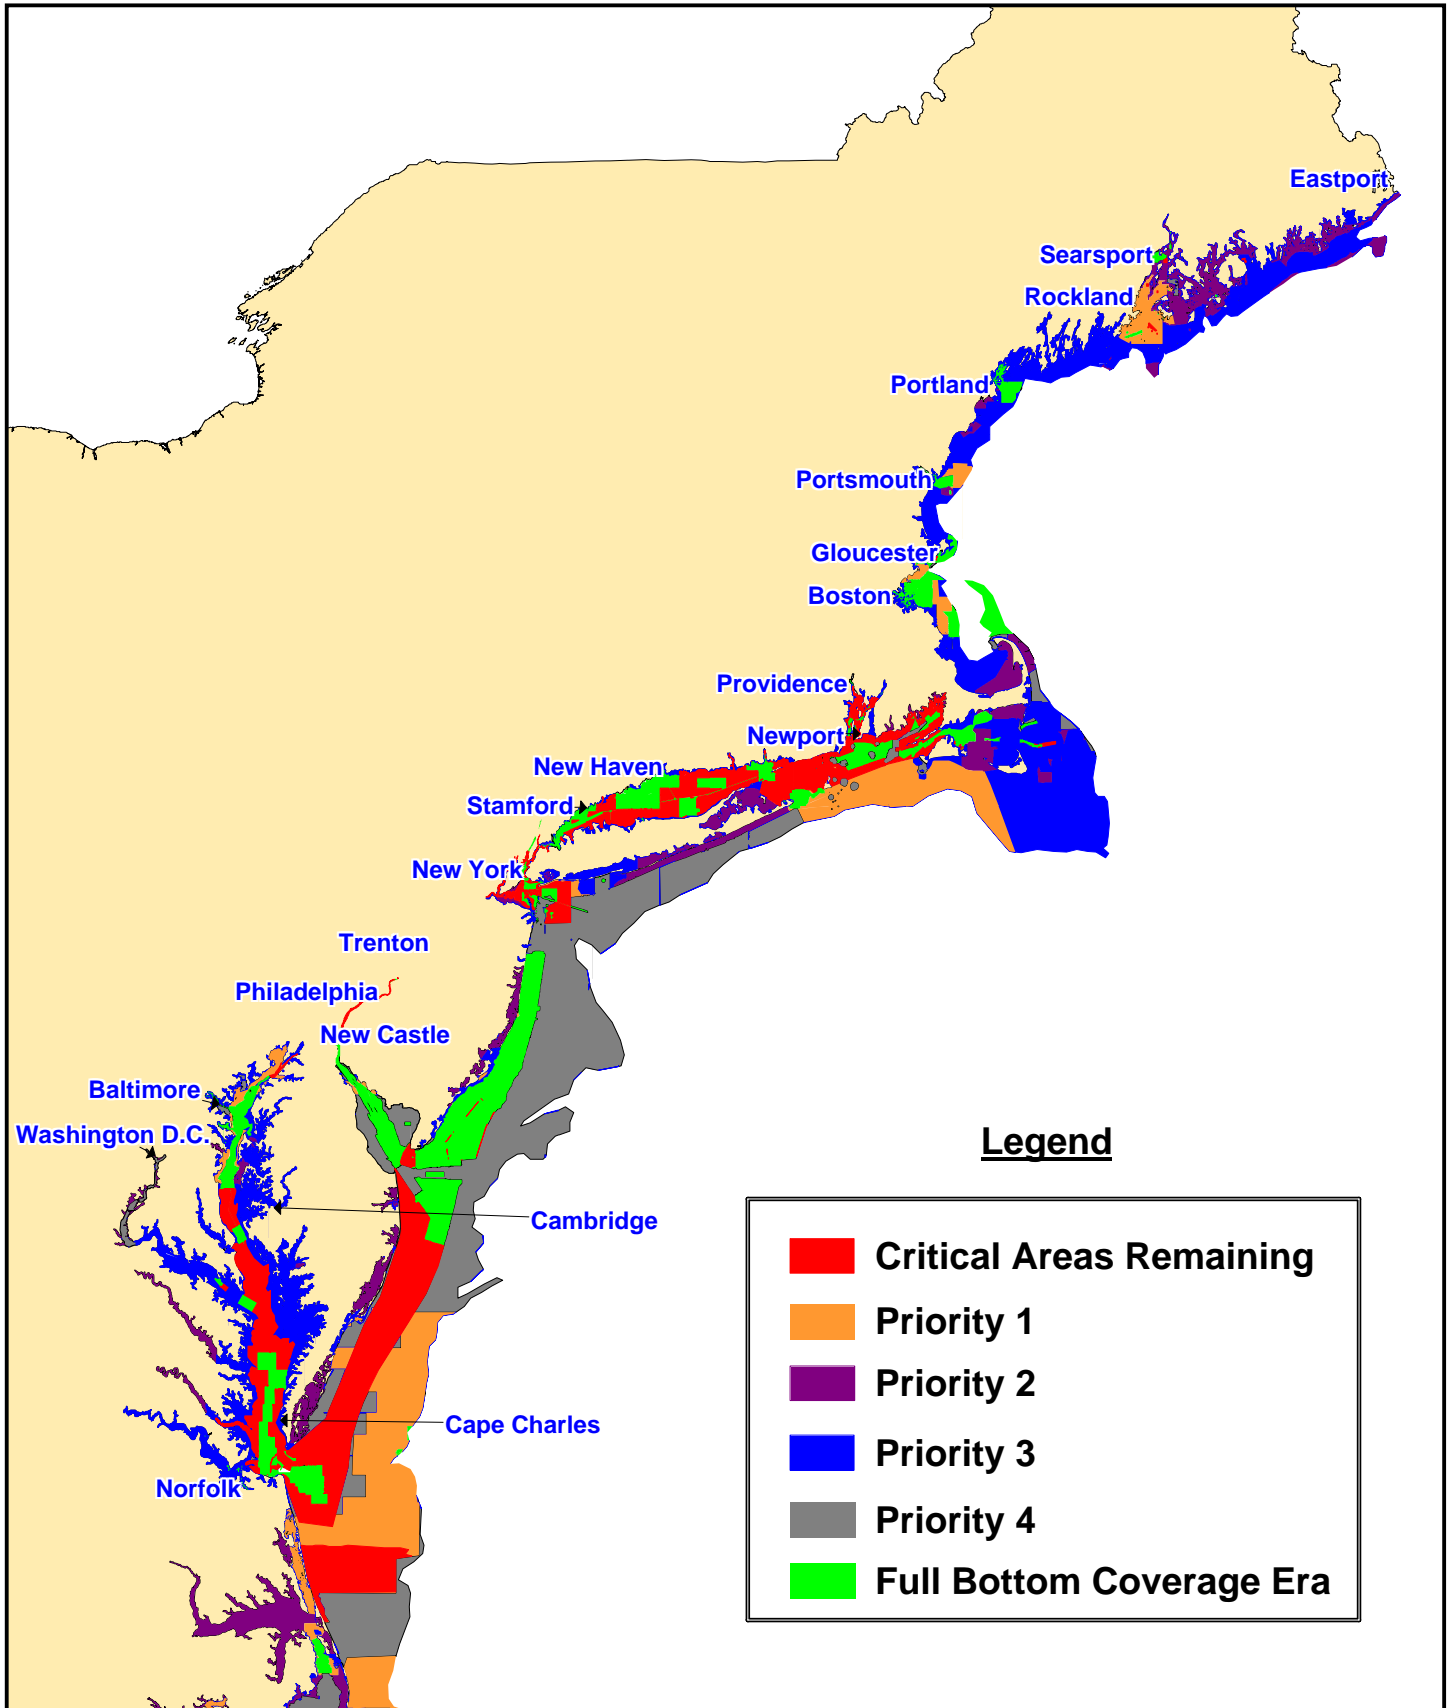 Eastport
Searsport
Rockland
Portland
Portsmouth
Gloucester
Boston
Providence
Newport
New Haven
Stamford
New York
Trenton
Philadelphia
New Castle
Baltimore
Washington D.C.
Cambridge
Cape Charles
Norfolk
Legend
Critical Areas Remaining
Priority 1
Priority 2
Priority 3
Priority 4
Full Bottom Coverage Era